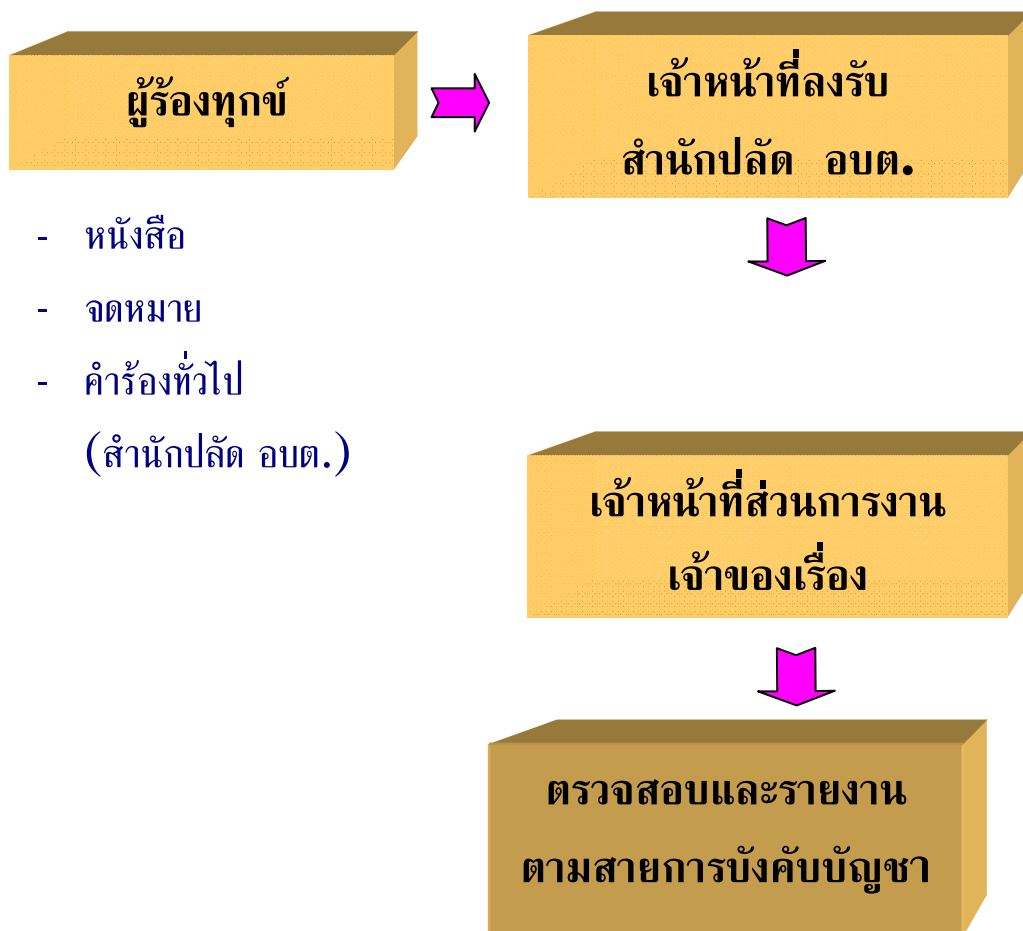 ผู้ร้องทุกข์
เจ้าหน้าที่ลงรับ
สำนักปลัด อบต.
- หนังสือ
- จดหมาย
- คำร้องทั่วไป
(สำนักปลัด อบต.)
เจ้าหน้าที่ส่วนการงาน
เจ้าของเรื่อง
ตรวจสอบและรายงาน
ตามสายการบังคับบัญชา